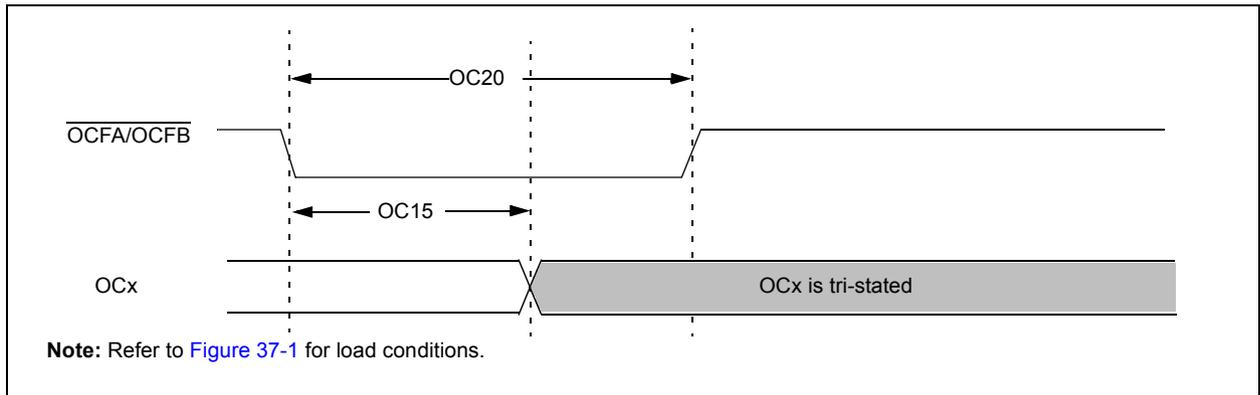 OC20
OCFA/OCFB
OC15
OCx
OCx is tri-stated
Note: Refer to Figure 37-1 for load conditions.